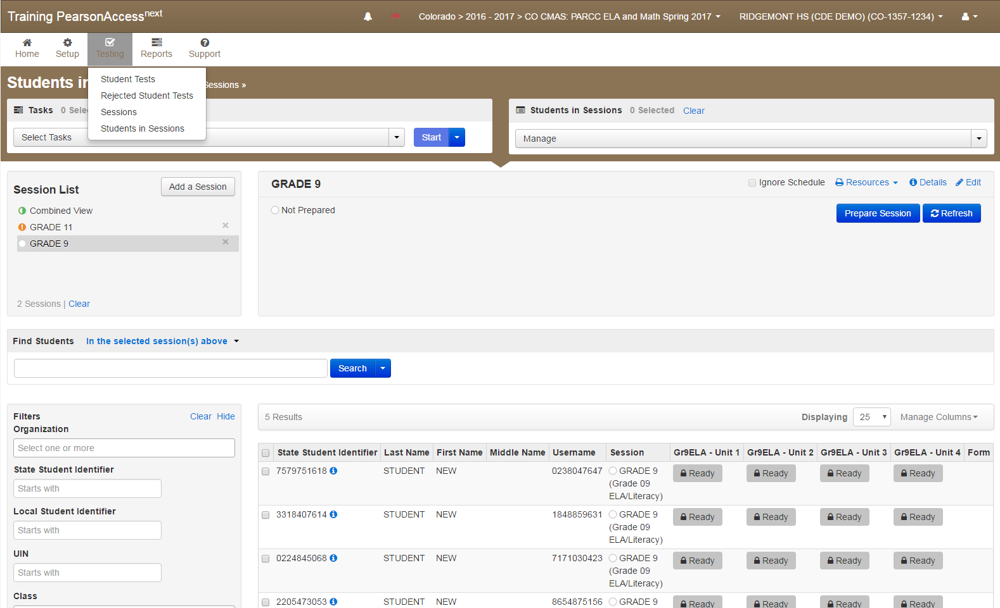 Training PearsonAccessnext
Colorado > 2016 - 2017 > CO CMAS: PARCC ELA and Math Spring 2017
RIDGEMONT HS (CDE DEMO) (CO-1357-1234)
Home
Setup
Testing
Reports
Support
Student Tests
Rejected Student Tests
Sessions
Students in Sessions
Students in
Sessions »
Tasks 0 Sele
Select Tasks
Start
Students in Sessions 0 Selected Clear
Manage
Session List
Add a Session
Combined View
GRADE 11
GRADE 9
2 Sessions | Clear
GRADE 9
Ignore Schedule Resources Details Edit
Not Prepared
Prepare Session Refresh
Find Students In the selected session(s) above
Search
Filters Clear Hide
Organization
Select one or more
State Student Identifier
Starts with
Local Student Identifier
Starts with
UIN
Starts with
Class
5 Results Displaying 25 Manage Columns
State Student Identifier Last Name First Name Middle Name Username Session Gr9ELA - Unit 1 Gr9ELA - Unit 2 Gr9ELA - Unit 3 Gr9ELA - Unit 4 Form
7579751618 STUDENT NEW 0238047647 GRADE 9 Ready Ready Ready Ready
(Grade 09
ELA/Literacy)
3318407614 STUDENT NEW 1848859631 GRADE 9 Ready Ready Ready Ready
(Grade 09
ELA/Literacy)
0224845068 STUDENT NEW 7171030423 GRADE 9 Ready Ready Ready Ready
(Grade 09
ELA/Literacy)
2205473053 STUDENT NEW 8654875156 GRADE 9 Ready Ready Ready Ready